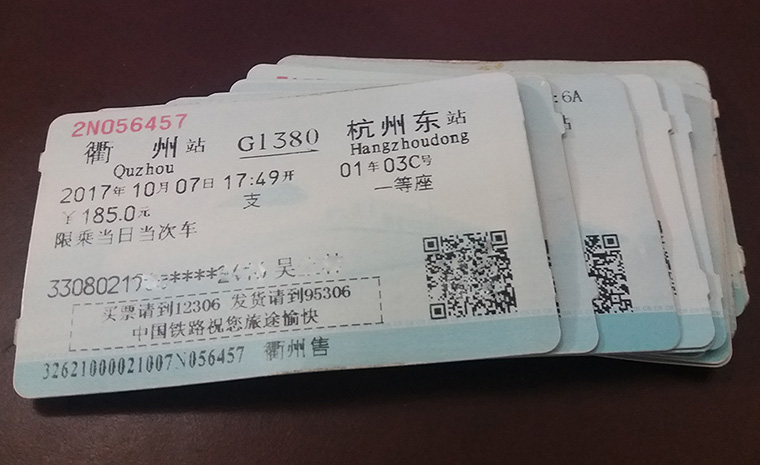 2N056457
衢 州站 G1380 杭州东站
Quzhou Hangzhoudong
2017年10月07日17:49开 01车03C号
支 一等座
￥185.0元
限乘当日当次车
吴
买票请到12306 发货请到95306
中国铁路祝您旅途愉快
32621000021007N056457 衢州售
:6A